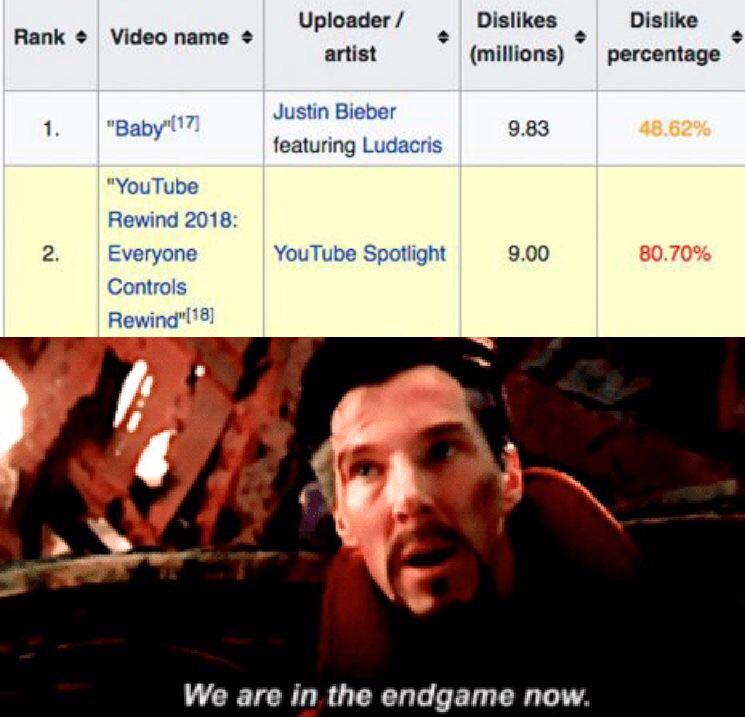 Rank Video name Uploader / artist Dislikes (millions) Dislike percentage
1. "Baby"[17] Justin Bieber featuring Ludacris 9.83 48.62%
2. "YouTube Rewind 2018: Everyone Controls Rewind"[18] YouTube Spotlight 9.00 80.70%
We are in the endgame now.